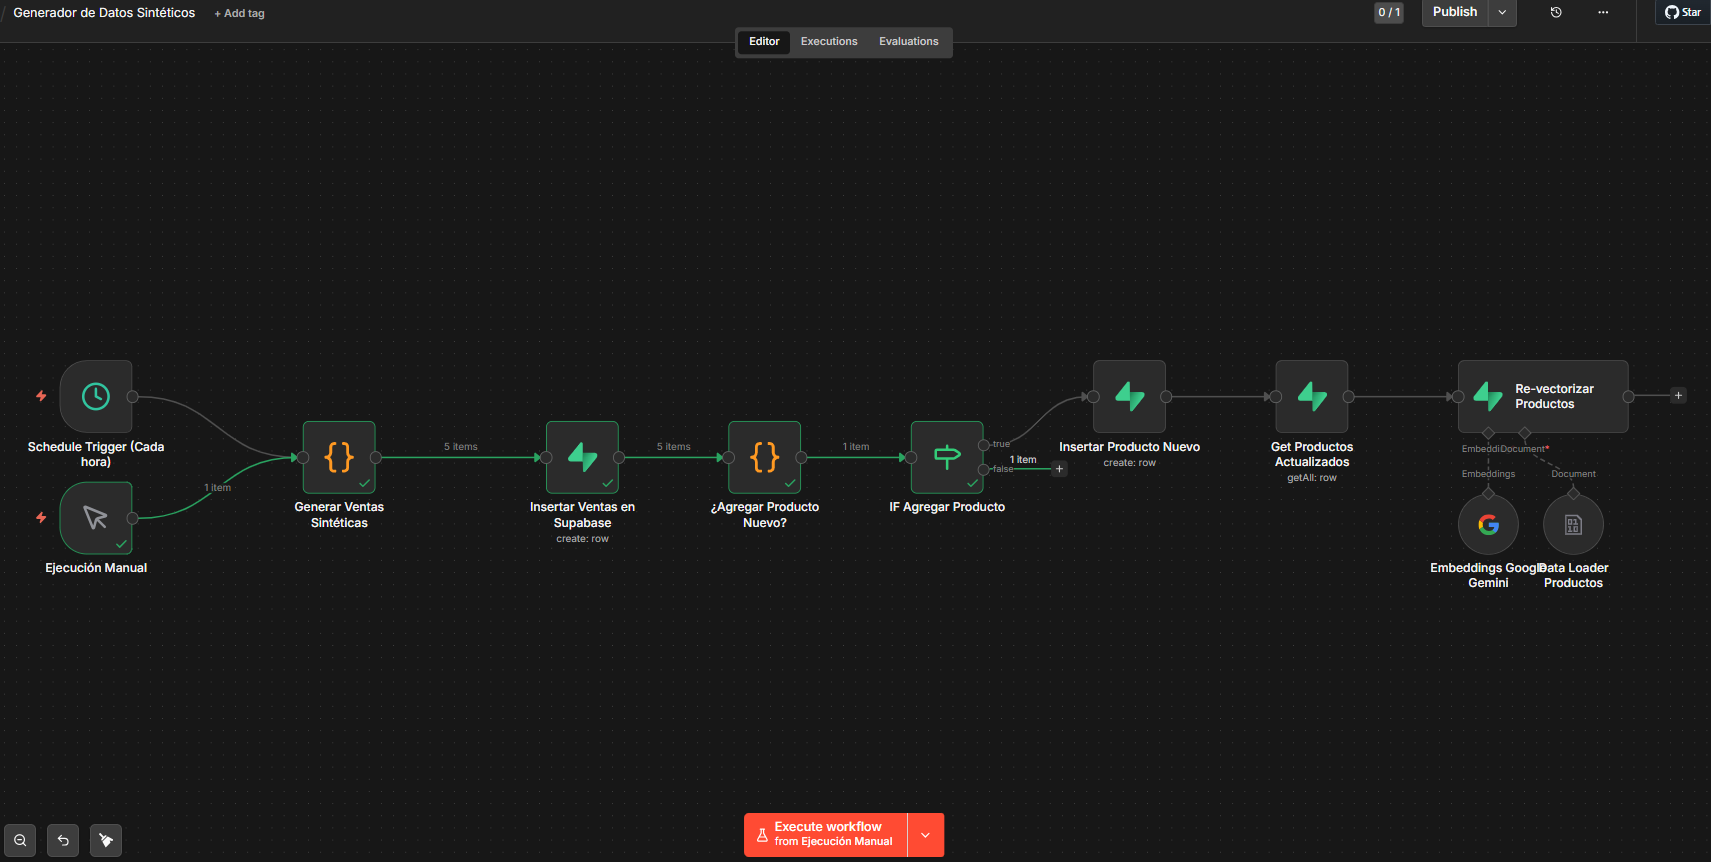 Generador de Datos Sintéticos
+ Add tag
0 / 1
Publish
Star
Editor
Executions
Evaluations
Schedule Trigger (Cada
hora)
1 item
Ejecución Manual
Generar Ventas
Sintéticas
5 items
Insertar Ventas en
Supabase
create: row
5 items
¿Agregar Producto
Nuevo?
1 item
IF Agregar Producto
true
false
1 item
Insertar Producto Nuevo
create: row
Get Productos
Actualizados
getAll: row
Re-vectorizar
Productos
Embeddi
Document*
Embeddings
Document
Embeddings Google
Gemini
Data Loader
Productos
Execute workflow
from Ejecución Manual